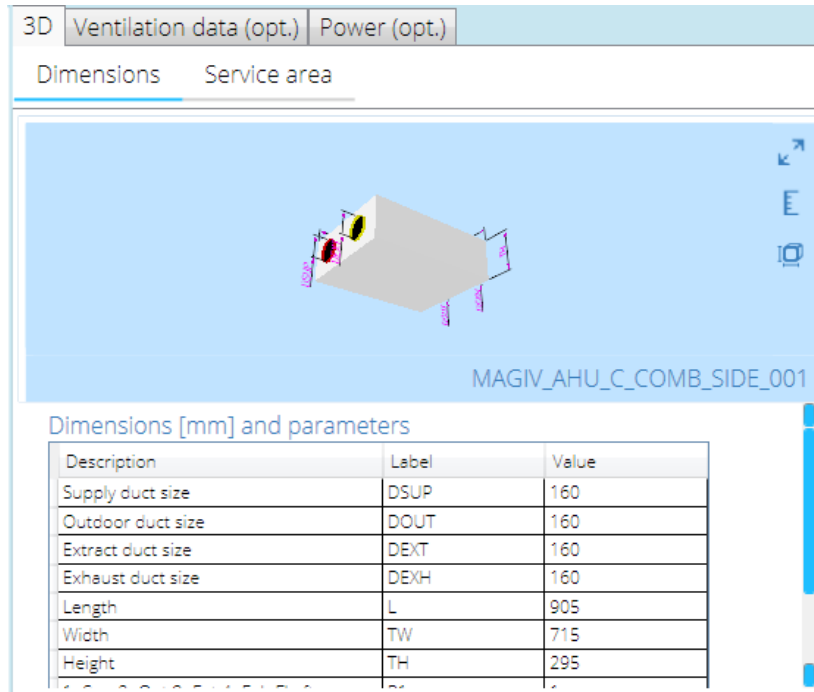 3D Ventilation data (opt.) Power (opt.)
Dimensions Service area
TH
MAGIV_AHU_C_COMB_SIDE_001
Dimensions [mm] and parameters
Description Label Value
Supply duct size DSUP 160
Outdoor duct size DOUT 160
Extract duct size DEXT 160
Exhaust duct size DEXH 160
Length L 905
Width TW 715
Height TH 295